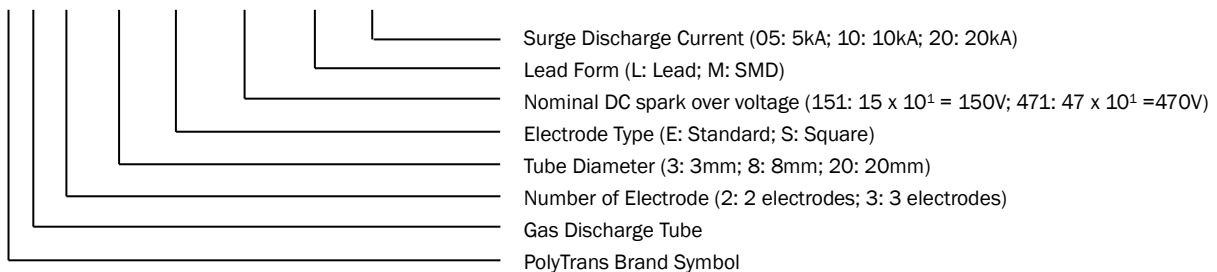 Surge Discharge Current (05: 5kA; 10: 10kA; 20: 20kA)
Lead Form (L: Lead; M: SMD)
Nominal DC spark over voltage (151: 15 x 10¹ = 150V; 471: 47 x 10¹ =470V)
Electrode Type (E: Standard; S: Square)
Tube Diameter (3: 3mm; 8: 8mm; 20: 20mm)
Number of Electrode (2: 2 electrodes; 3: 3 electrodes)
Gas Discharge Tube
PolyTrans Brand Symbol